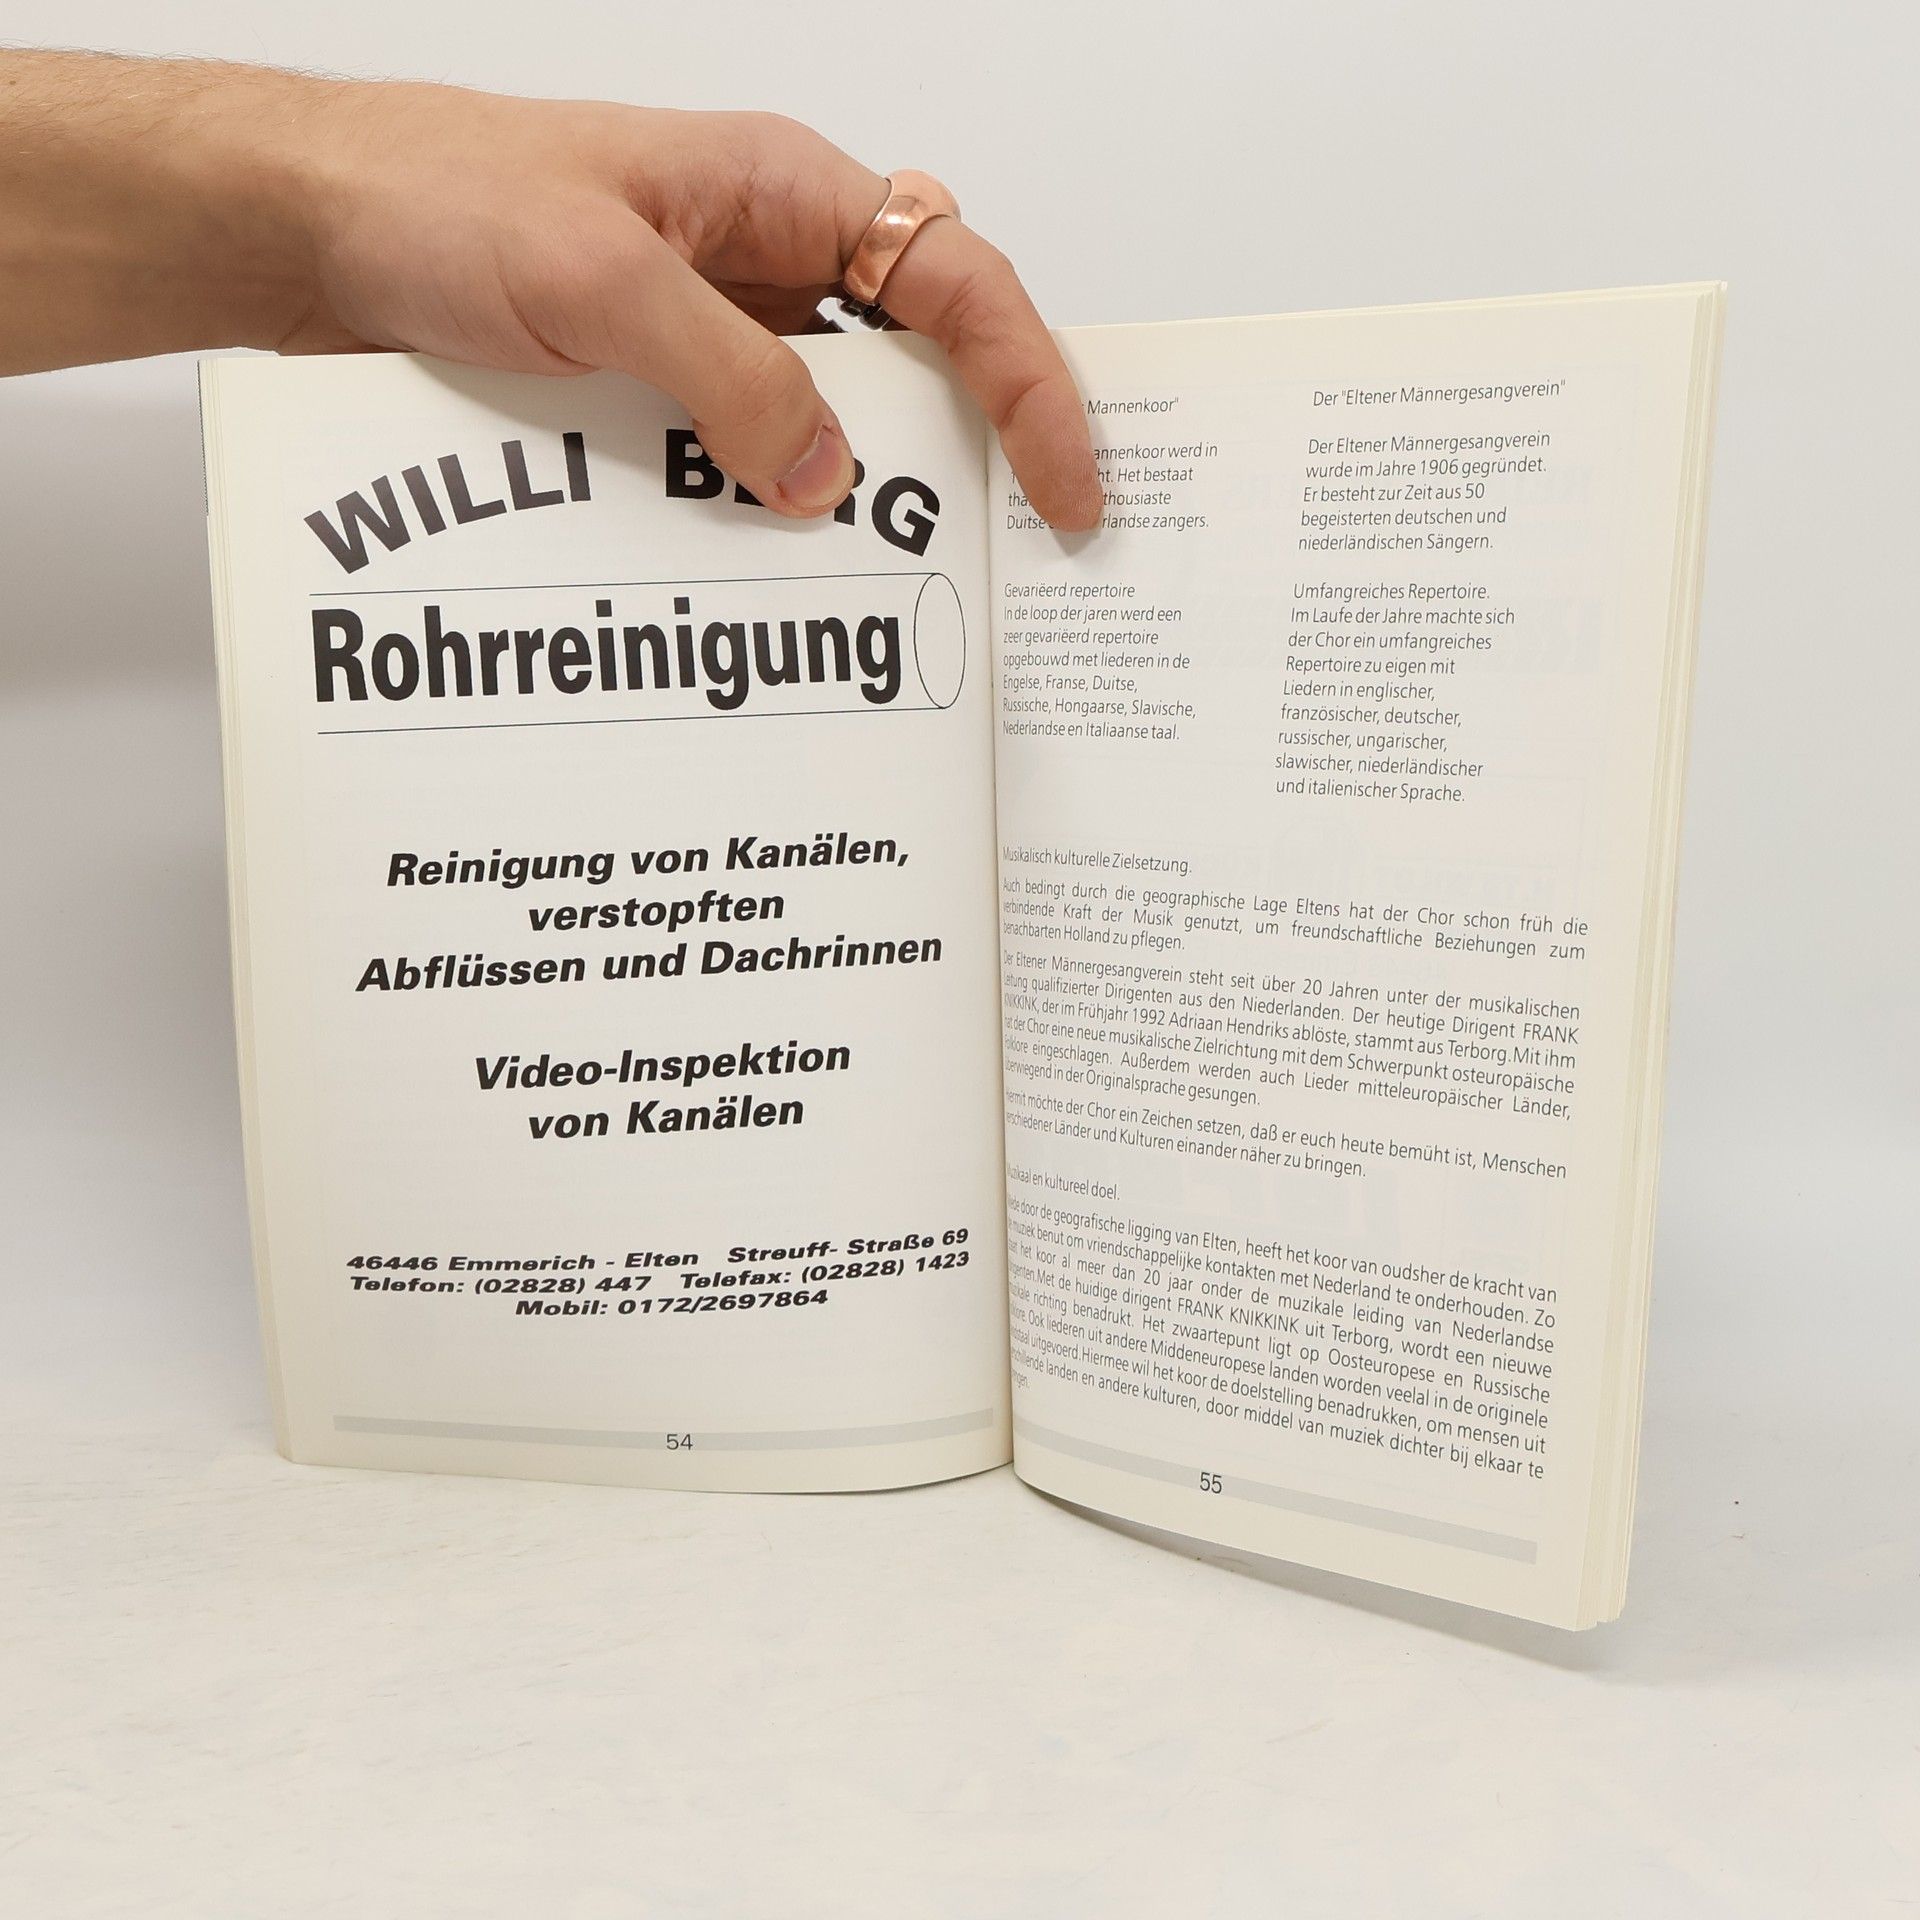 WILLI
Rohrreinigung
Reinigung von Kanälen,
verstopften
Abflüssen und Dachrinnen
Video-Inspektion
von Kanälen
46446 Emmerich - Elten Streuff- Straße 69
Telefon: (02828) 447 Telefax: (02828) 1423
Mobil: 0172/2697864
54
Mannenkoor"
werd in
Het bestaat
zangers.
Gevariëerd repertoire
In de loop der jaren werd een
zeer gevariëerd repertoire
opgebouwd met liederen in de
Engelse, Franse, Duitse,
Russische, Hongaarse, Slavische,
Nederlandse en Italiaanse taal.
Der "Eltener Männergesangverein"
Der Eltener Männergesangverein
wurde im Jahre 1906 gegründet.
Er besteht zur Zeit aus 50
begeisterten deutschen und
niederländischen Sängern.
Umfangreiches Repertoire.
Im Laufe der Jahre machte sich
der Chor ein umfangreiches
Repertoire zu eigen mit
Liedern in englischer,
französischer, deutscher,
russischer, ungarischer,
slawischer, niederländischer
und italienischer Sprache.
Musikalisch kulturelle Zielsetzung.
Auch bedingt durch die geographische Lage Eltens hat der Chor schon früh die
verbindende Kraft der Musik genutzt, um freundschaftliche Beziehungen zum
benachbarten Holland zu pflegen.
Der Eltener Männergesangverein steht seit über 20 Jahren unter der musikalischen
Leitung qualifizierter Dirigenten aus den Niederlanden. Der heutige Dirigent FRANK
KNIKKINK, der im Frühjahr 1992 Adriaan Hendriks ablöste, stammt aus Terborg.Mit ihm
hat der Chor eine neue musikalische Zielrichtung mit dem Schwerpunkt osteuropäische
Folklore eingeschlagen. Außerdem werden auch Lieder mitteleuropäischer Länder,
überwiegend in der Originalsprache gesungen.
Hiermit möchte der Chor ein Zeichen setzen, daß er euch heute bemüht ist, Menschen
verschiedener Länder und Kulturen einander näher zu bringen.
Muzikaal en kultureel doel.
Mede door de geografische ligging van Elten, heeft het koor van oudsher de kracht van
de muziek benut om vriendschappelijke kontakten met Nederland te onderhouden. Zo
staat het koor al meer dan 20 jaar onder de muzikale leiding van Nederlandse
dirigenten.Met de huidige dirigent FRANK KNIKKINK uit Terborg, wordt een nieuwe
muzikale richting benadrukt. Het zwaartepunt ligt op Oosteuropese en Russische
folklore. Ook liederen uit andere Middeneuropese landen worden veelal in de originele
uitgevoerd.Hiermee wil het koor de doelstelling benadrukken, om mensen uit
verschillende landen en andere kulturen, door middel van muziek dichter bij elkaar te
brengen.
55